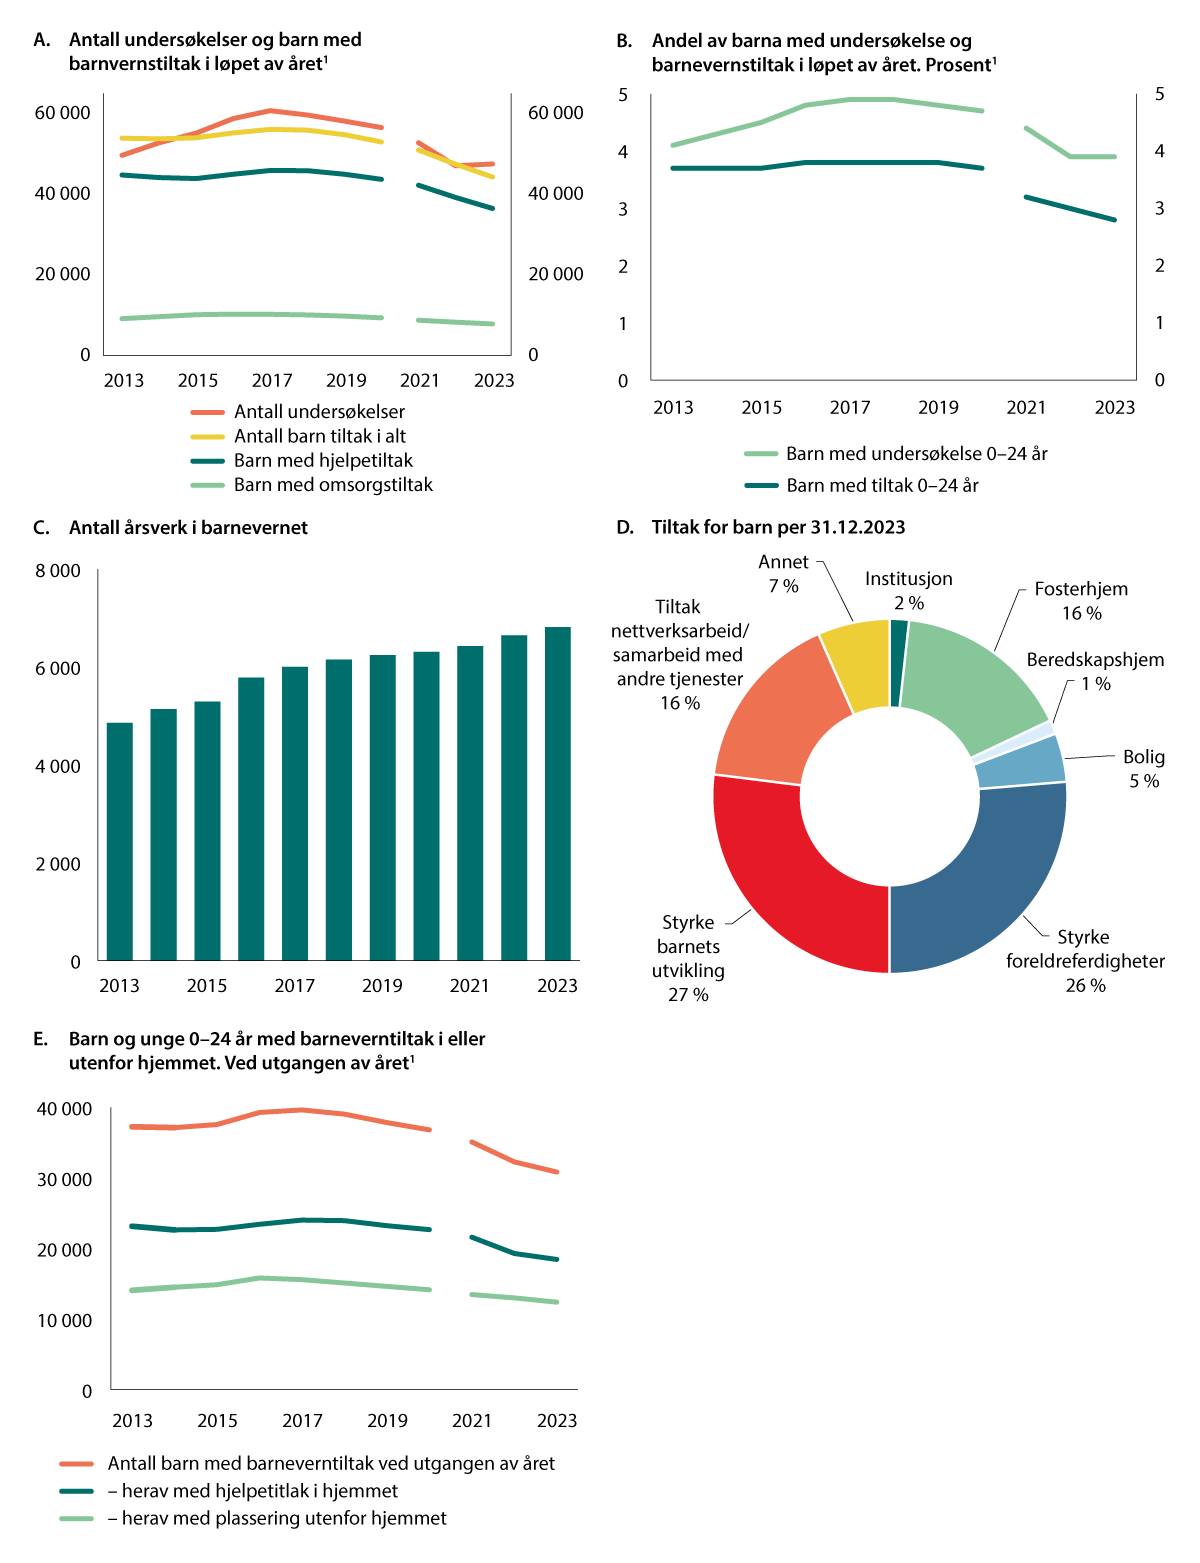 A. Antall undersøkelser og barn med
barnvernstiltak i løpet av året¹
60 000
40 000
20 000
0
60 000
40 000
20 000
0
2013 2015 2017 2019 2021 2023
Antall undersøkelser
Antall barn tiltak i alt
Barn med hjelpetiltak
Barn med omsorgstiltak
B. Andel av barna med undersøkelse og
barnevernstiltak i løpet av året. Prosent¹
5
4
3
2
1
0
5
4
3
2
1
0
2013 2015 2017 2019 2021 2023
Barn med undersøkelse 0–24 år
Barn med tiltak 0–24 år
C. Antall årsverk i barnevernet
8 000
6 000
4 000
2 000
0
2013 2015 2017 2019 2021 2023
D. Tiltak for barn per 31.12.2023
Annet
7 %
Institusjon
2 %
Fosterhjem
16 %
Beredskapshjem
1 %
Bolig
5 %
Styrke
foreldreferdigheter
26 %
Styrke
barnets
utvikling
27 %
Tiltak
nettverksarbeid/
samarbeid med
andre tjenester
16 %
E. Barn og unge 0–24 år med barneverntiltak i eller
utenfor hjemmet. Ved utgangen av året¹
40 000
30 000
20 000
10 000
0
2013 2015 2017 2019 2021 2023
Antall barn med barneverntiltak ved utgangen av året
– herav med hjelpetitlak i hjemmet
– herav med plassering utenfor hjemmet